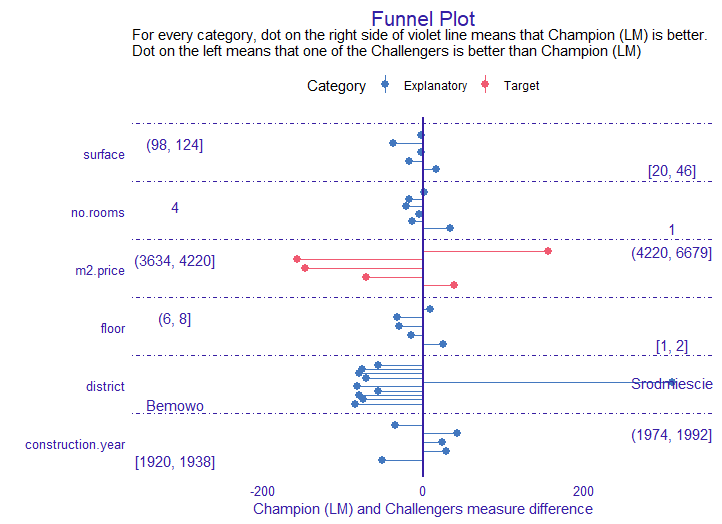 Funnel Plot
For every category, dot on the right side of violet line means that Champion (LM) is better.
Dot on the left means that one of the Challengers is better than Champion (LM)
Category Explanatory Target
surface (98, 124] [20, 46]
no.rooms 4 1
m2.price (3634, 4220] (4220, 6679]
floor (6, 8] [1, 2]
district Bemowo Srodmiescie
construction.year [1920, 1938] (1974, 1992]
-200 0 200
Champion (LM) and Challengers measure difference